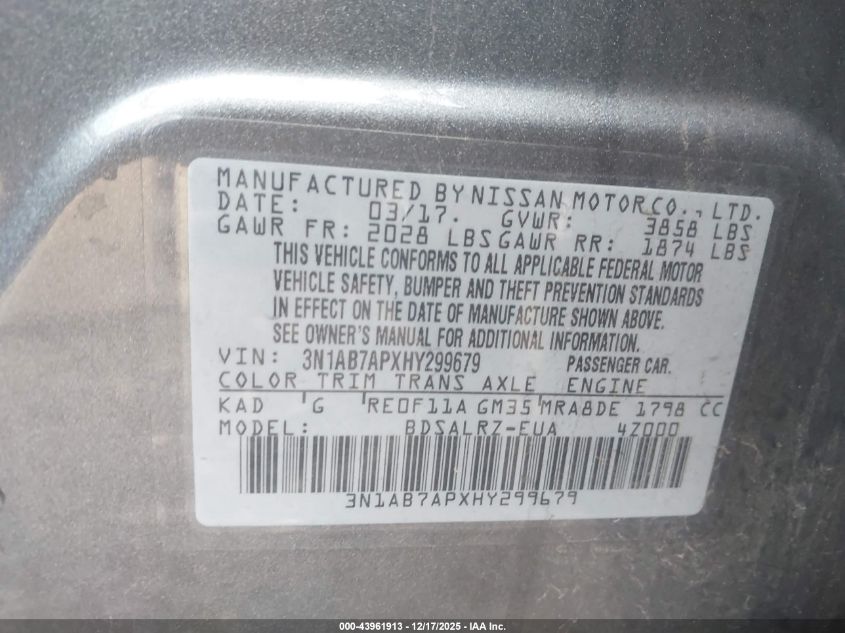 MANUFACTURED BY NISSAN MOTOR CO., LTD.
DATE: 03/17. GVWR: 3858 LBS
GAWR FR: 2028 LBS GAWR RR: 1874 LBS
THIS VEHICLE CONFORMS TO ALL APPLICABLE FEDERAL MOTOR
VEHICLE SAFETY, BUMPER AND THEFT PREVENTION STANDARDS
IN EFFECT ON THE DATE OF MANUFACTURE SHOWN ABOVE.
SEE OWNER'S MANUAL FOR ADDITIONAL INFORMATION.
VIN: 3N1AB7APXHY299679 PASSENGER CAR.
COLOR TRIM TRANS AXLE ENGINE
KAD G RE0F11A GM35 MRA8DE 1798 CC
MODEL: BDSALRZ-EUA 4Z000
3N1AB7APXHY299679
000-43961913 - 12/17/2025 - IAA Inc.